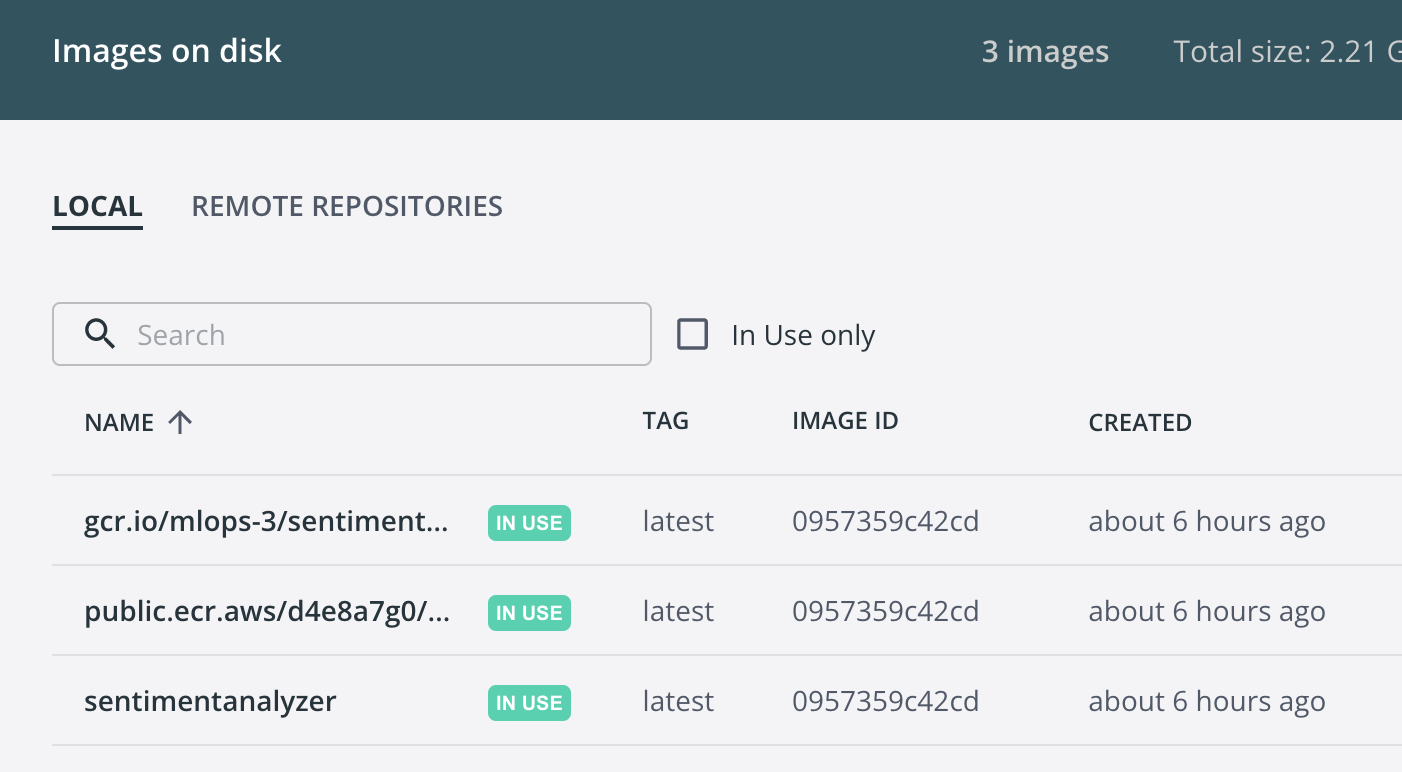 Images on disk 3 images Total size: 2.21 G
LOCAL REMOTE REPOSITORIES
Search In Use only
NAME TAG IMAGE ID CREATED
gcr.io/mlops-3/sentiment... IN USE latest 0957359c42cd about 6 hours ago
public.ecr.aws/d4e8a7g0/... IN USE latest 0957359c42cd about 6 hours ago
sentimentanalyzer IN USE latest 0957359c42cd about 6 hours ago